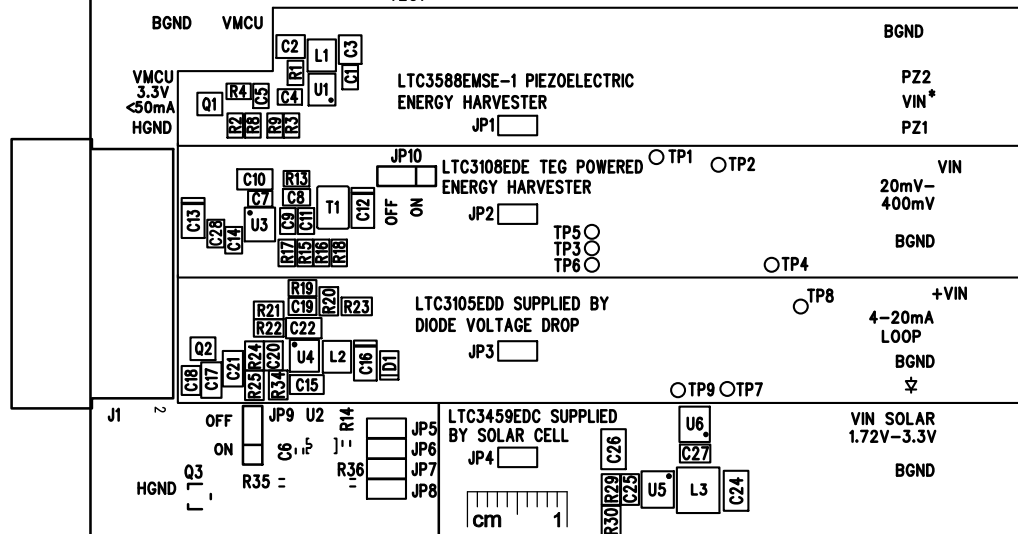 BGND VMCU
C2 L1 C3
BGND
R1 C1
VMCU
3.3V
<50mA
HGND
Q1 R4 C5 C4 U1
R2 R8 R9 R3
LTC3588EMSE-1 PIEZOELECTRIC
ENERGY HARVESTER
JP1
PZ2
VIN*
PZ1
JP10
OFF ON
LTC3108EDE TEG POWERED
ENERGY HARVESTER
JP2
TP1 TP2
VIN
20mV-
400mV
BGND
C10 R13
C7 C8
C13 C28 C14 U3 C9 C11 T1 C12
R17 R15 R16 R18
TP5
TP3
TP6
TP4
R19
R21 C19 R20 R23
R22 C22
LTC3105EDD SUPPLIED BY
DIODE VOLTAGE DROP
JP3
TP8
+VIN
4-20mA
LOOP
BGND
Q2 R24 C20 U4 L2 C16 D1
C18 C17 C21 R25 R34 C15
TP9 TP7
J1 2
OFF
ON
JP9 U2 R14
C6
JP5
JP6
JP7
JP8
R36
R35
Q3
HGND
LTC3459EDC SUPPLIED
BY SOLAR CELL
JP4
cm 1
U6
C26 C27
R29 C25 U5 L3 C24
R30
VIN SOLAR
1.72V-3.3V
BGND